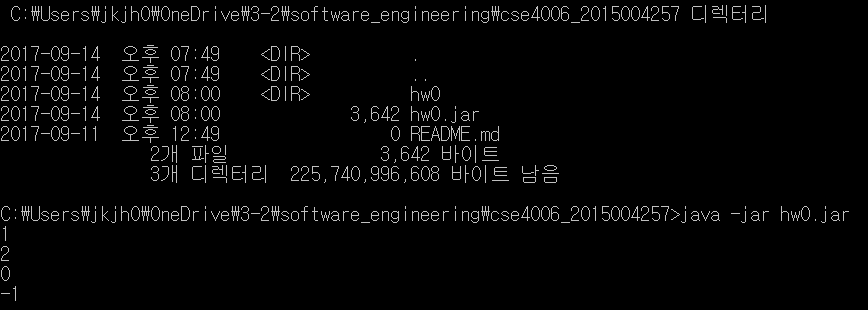 C:₩Users₩jkjh0₩OneDrive₩3-2₩software_engineering₩cse4006_2015004257 디렉터리
2017-09-14 오후 07:49 <DIR> .
2017-09-14 오후 07:49 <DIR> ..
2017-09-14 오후 08:00 <DIR> hw0
2017-09-14 오후 08:00 3,642 hw0.jar
2017-09-11 오후 12:49 0 README.md
2개 파일 3,642 바이트
3개 디렉터리 225,740,996,608 바이트 남음
C:₩Users₩jkjh0₩OneDrive₩3-2₩software_engineering₩cse4006_2015004257>java -jar hw0.jar
1
2
0
-1